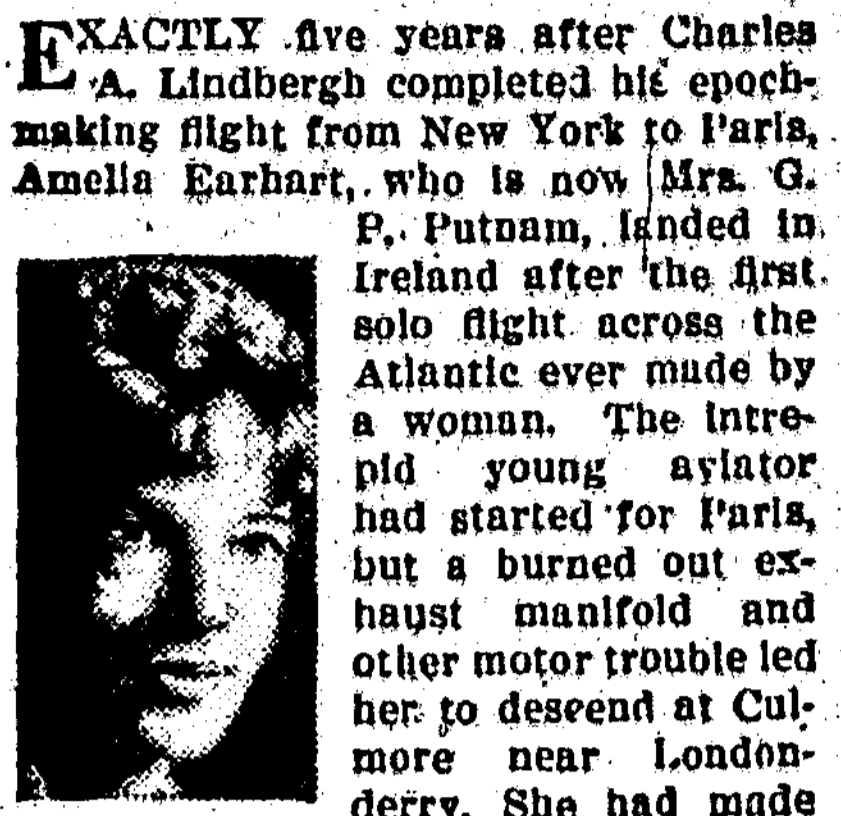 EXACTLY five years after Charles
A. Lindbergh completed his epoch-
making flight from New York to Paris,
Amelia Earhart, who is now Mrs. G.
P. Putnam, landed in
Ireland after the first
solo flight across the
Atlantic ever made by
a woman. The intre-
pid young aviator
had started for Paris,
but a burned out ex-
haust manifold and
other motor trouble led
her to descend at Cul-
more near London-
derry. She had made